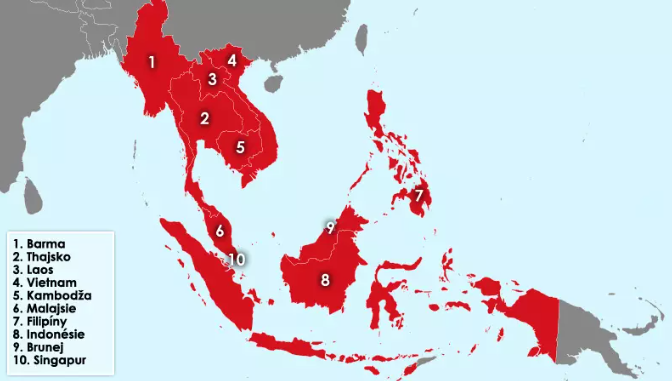 1
4
3
2
5
7
6
9
10
8
1. Barma
2. Thajsko
3. Laos
4. Vietnam
5. Kambodža
6. Malajsie
7. Filipíny
8. Indonésie
9. Brunej
10. Singapur